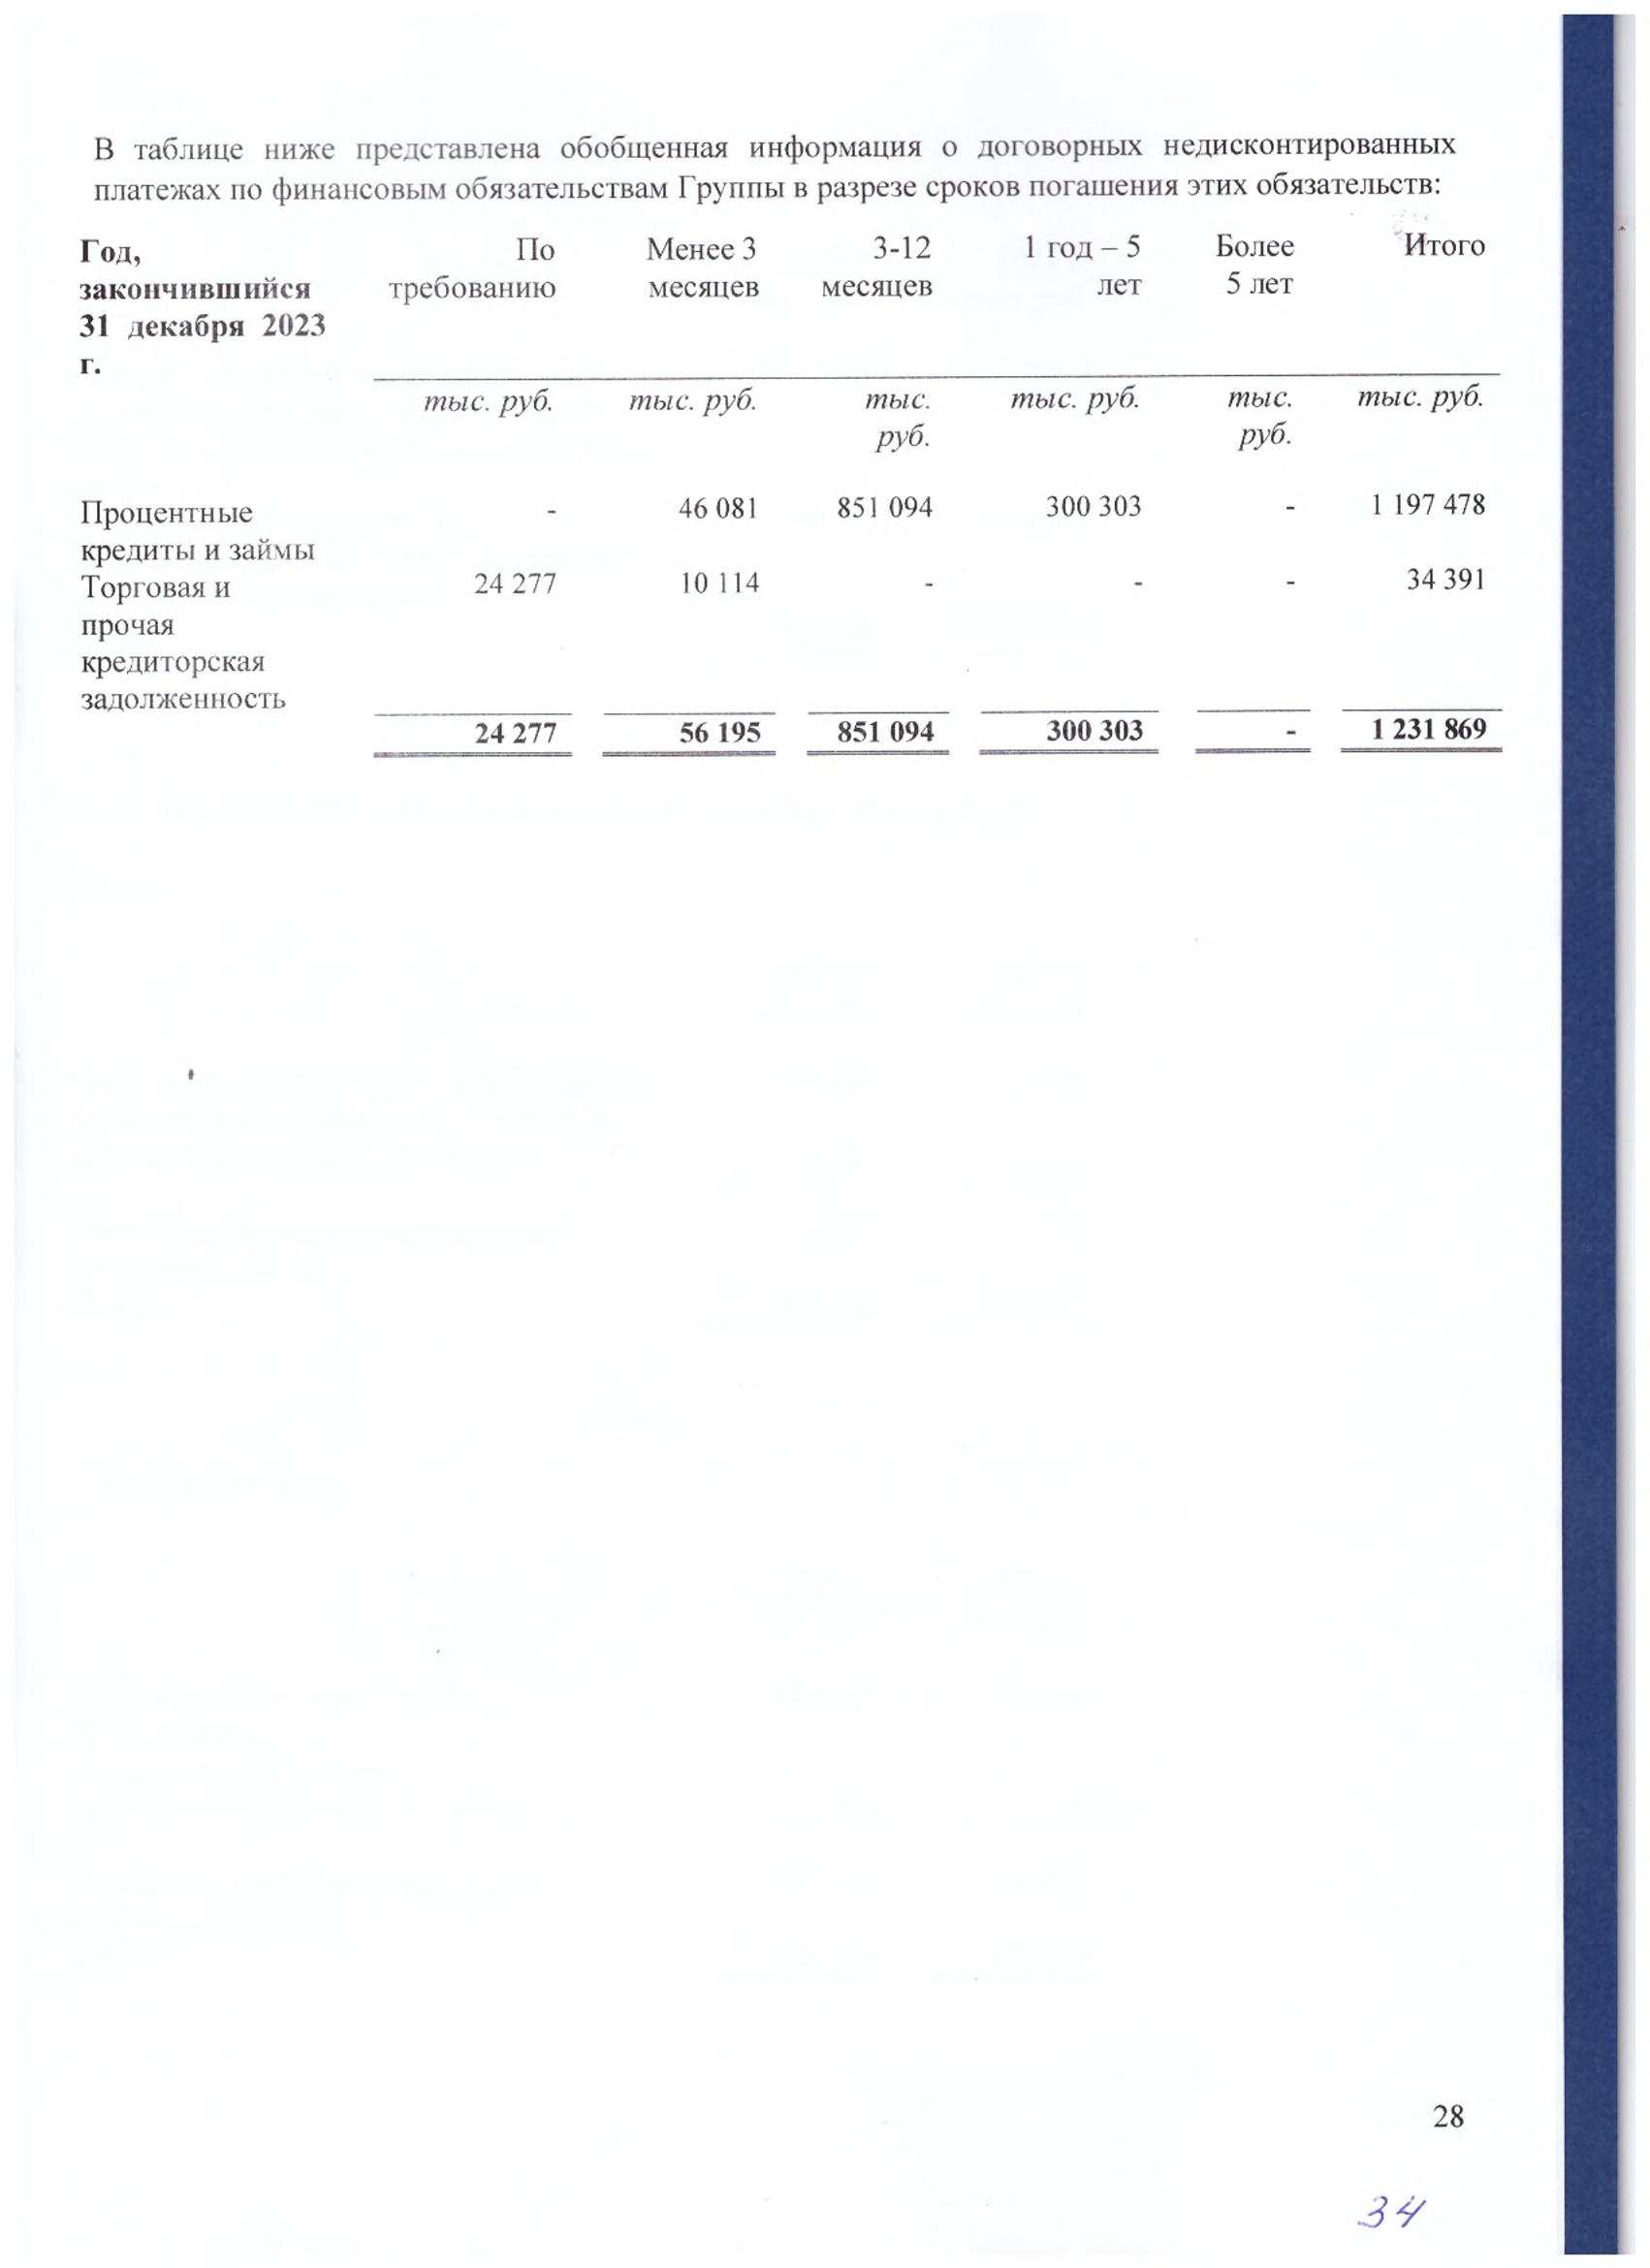 В таблице ниже представлена обобщенная информация о договорных недисконтированных
платежах по финансовым обязательствам Группы в разрезе сроков погашения этих обязательств:
Год, По Менее 3 3-12 1 год – 5 Более Итого
закончившийся требованию месяцев месяцев лет 5 лет
31 декабря 2023
г.
тыс. руб. тыс. руб. тыс. тыс. руб. тыс. тыс. руб.
руб. руб.
Процентные - 46 081 851 094 300 303 - 1 197 478
кредиты и займы
Торговая и 24 277 10 114 - - - 34 391
прочая
кредиторская
задолженность
24 277 56 195 851 094 300 303 - 1 231 869
28
34